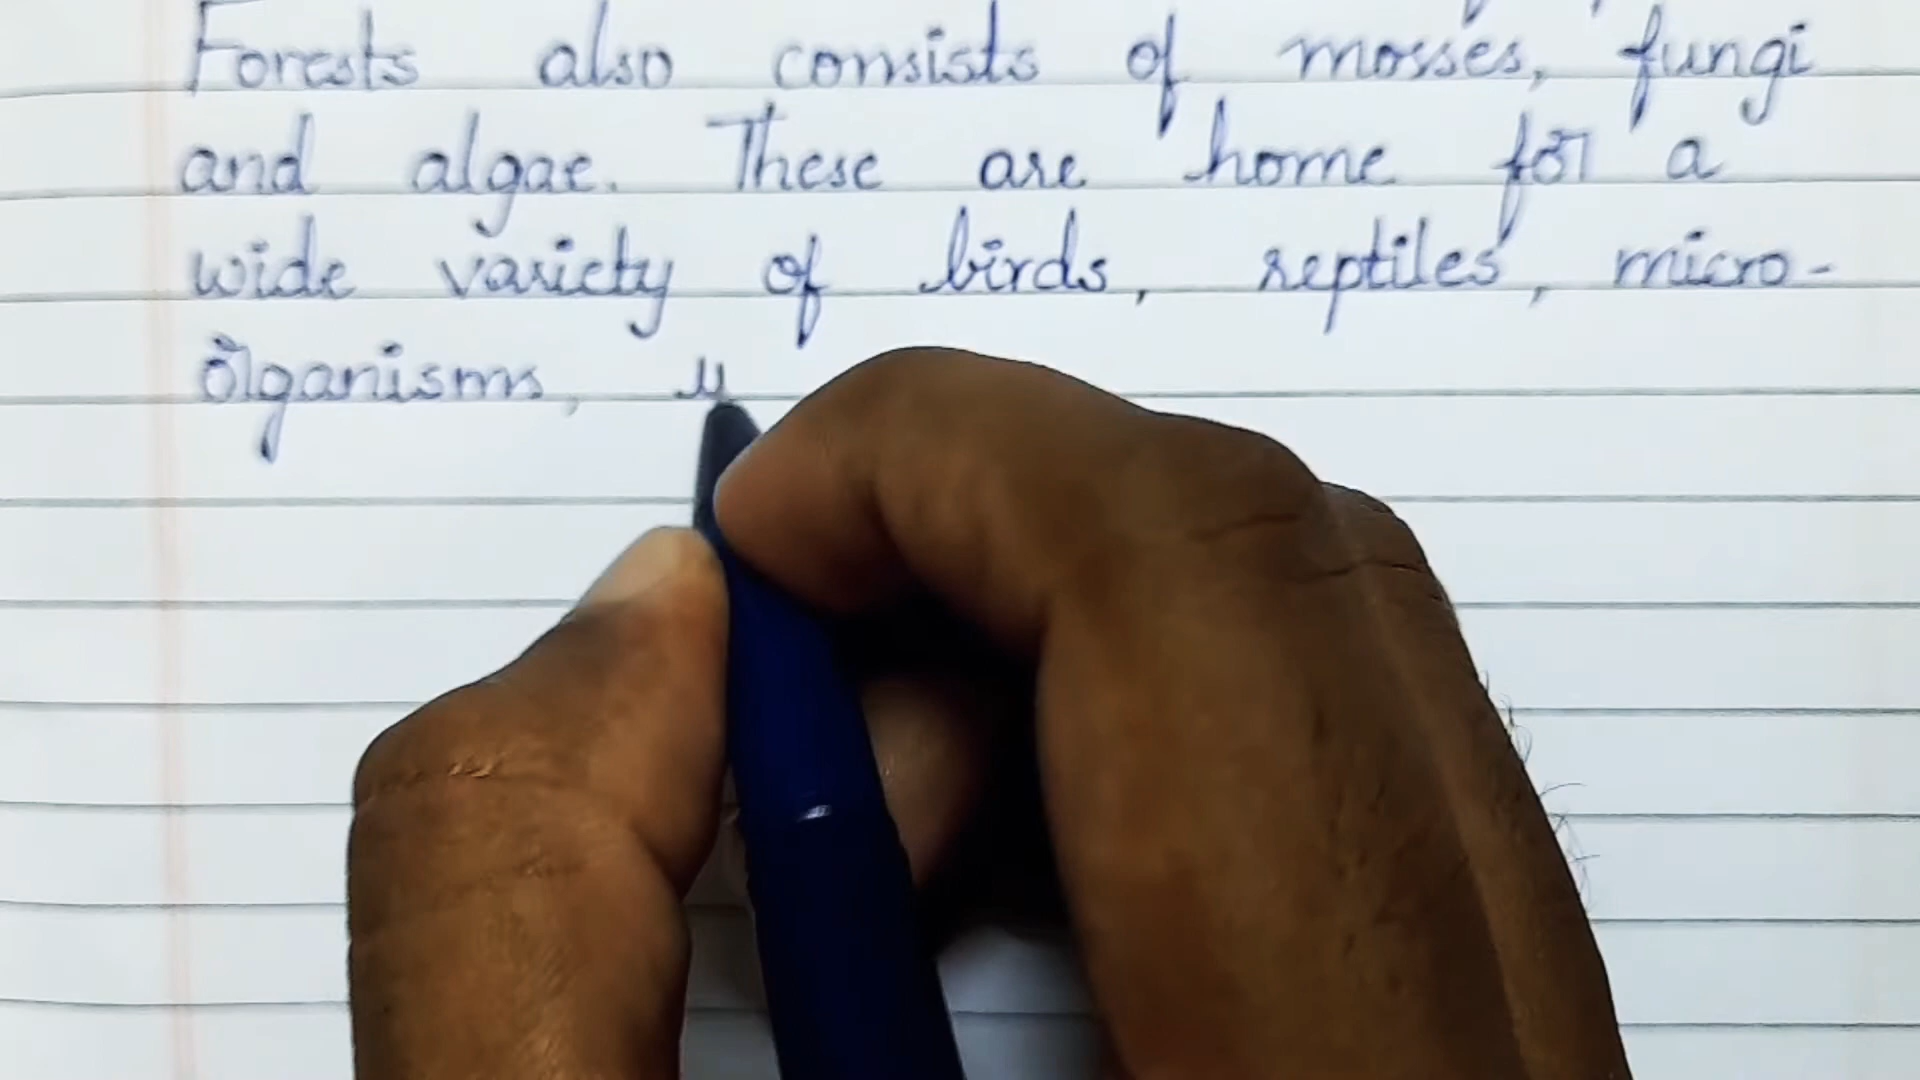 Forests also consists of mosses, fungi
and algae. These are home for a
wide variety of birds, reptiles, micro-
organisms,